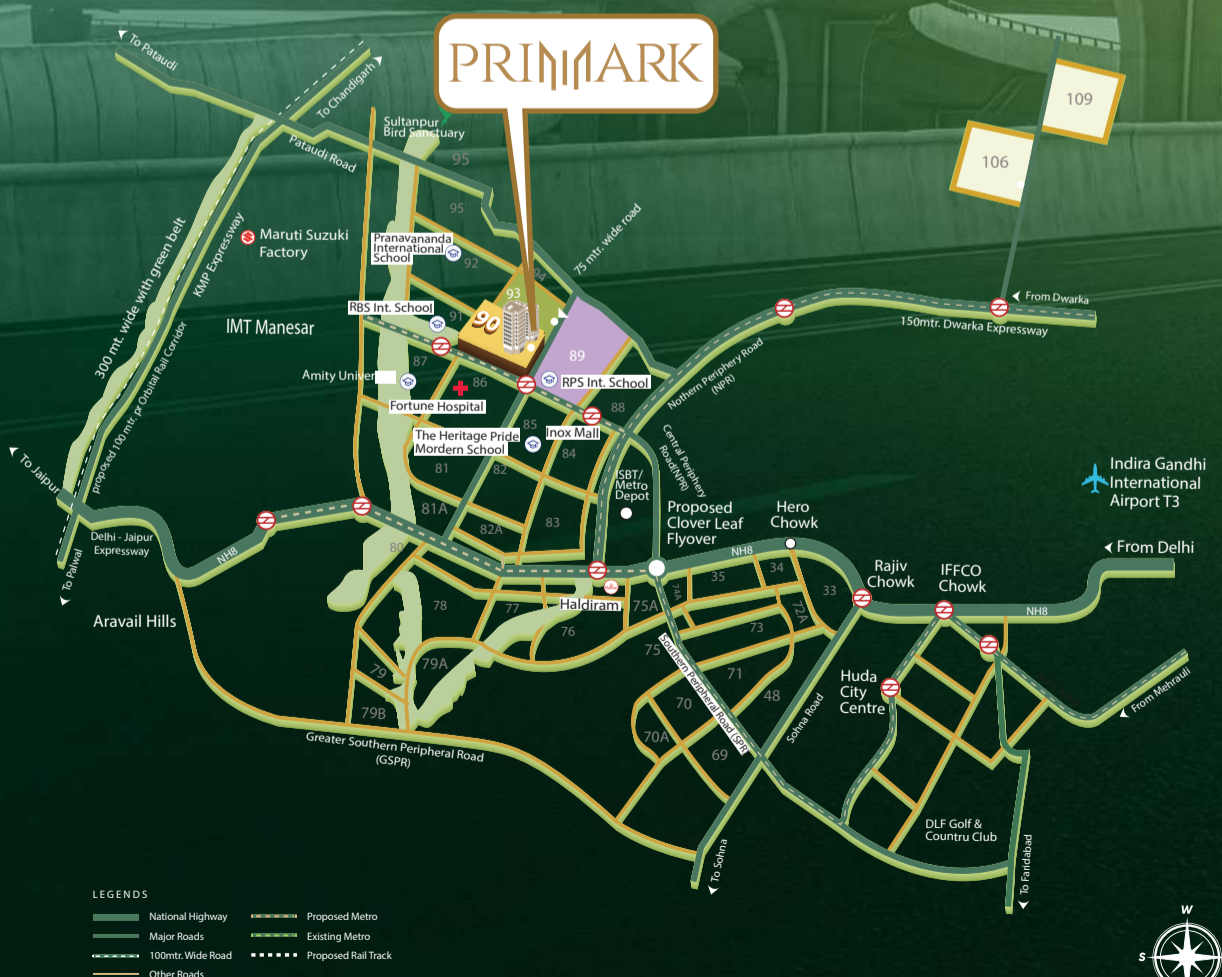 PRIMARK
To Pataudi
To Chandigarh
Pataudi Road
Sultanpur
Bird Sanctuary
95
95
109
106
300 mt. wide with green belt
KMP Expressway
proposed 100 mtr. pr Orbital Rail Corridor
Maruti Suzuki
Factory
Pranavananda
International
School
92
94
93
75 mtr. wide road
RBS Int. School
91
90
89
IMT Manesar
87
86
Amity Univer
Fortune Hospital
RPS Int. School
88
85
The Heritage Pride
Mordern School
Inox Mall
84
81
82
From Dwarka
150mtr. Dwarka Expressway
Nothern Periphery Road
(NPR)
Central Periphery
Road(NPR)
ISBT/
Metro
Depot
Proposed
Clover Leaf
Flyover
Hero
Chowk
Indira Gandhi
International
Airport T3
To Jaipur
To Palwal
Delhi - Jaipur
Expressway
NH8
81A
82A
83
80
NH8
35
34
33
74A
72A
Rajiv
Chowk
IFFCO
Chowk
From Delhi
NH8
Aravail Hills
78
77
Haldiram
75A
76
73
75
71
48
79
79A
79B
70
70A
69
Southern Peripheral Road (SPR
Sohna Road
Huda
City
Centre
From Mehrauli
Greater Southern Peripheral Road
(GSPR)
DLF Golf &
Countru Club
To Sohna
To Faridabad
LEGENDS
National Highway
Proposed Metro
Major Roads
Existing Metro
100mtr. Wide Road
Proposed Rail Track
Other Roads
W
S